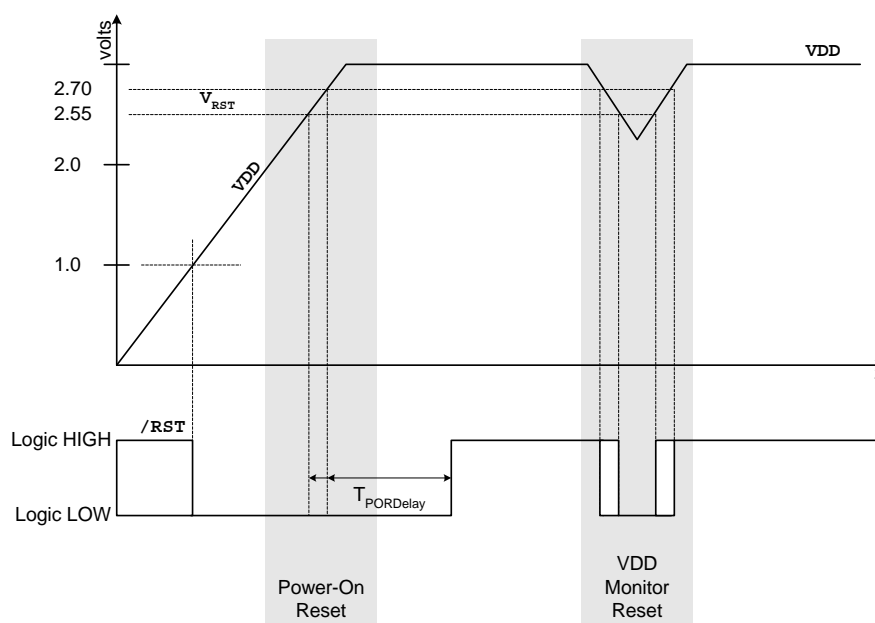 volts
VDD
2.70
V_RST
2.55
2.0
VDD
1.0
/RST
Logic HIGH
T_PORDelay
Logic LOW
Power-On
Reset
VDD
Monitor
Reset